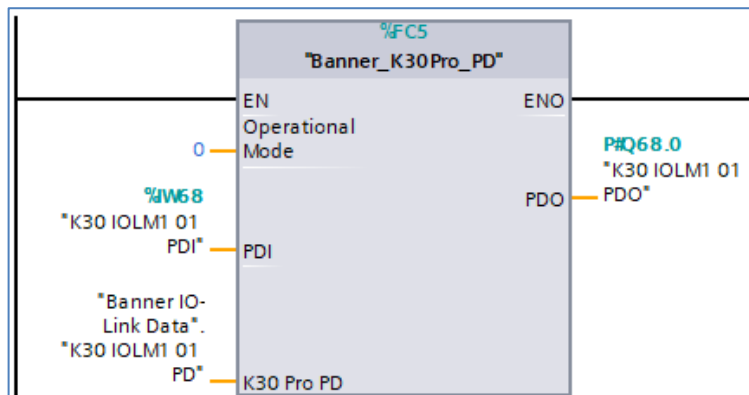 %FC5
"Banner_K30Pro_PD"
EN
ENO
Operational
Mode
0
P#Q68.0
"K30 IOLM1 01
PDO"
PDO
%IW68
"K30 IOLM1 01
PDI"
PDI
"Banner IO-
Link Data".
"K30 IOLM1 01
PD"
K30 Pro PD